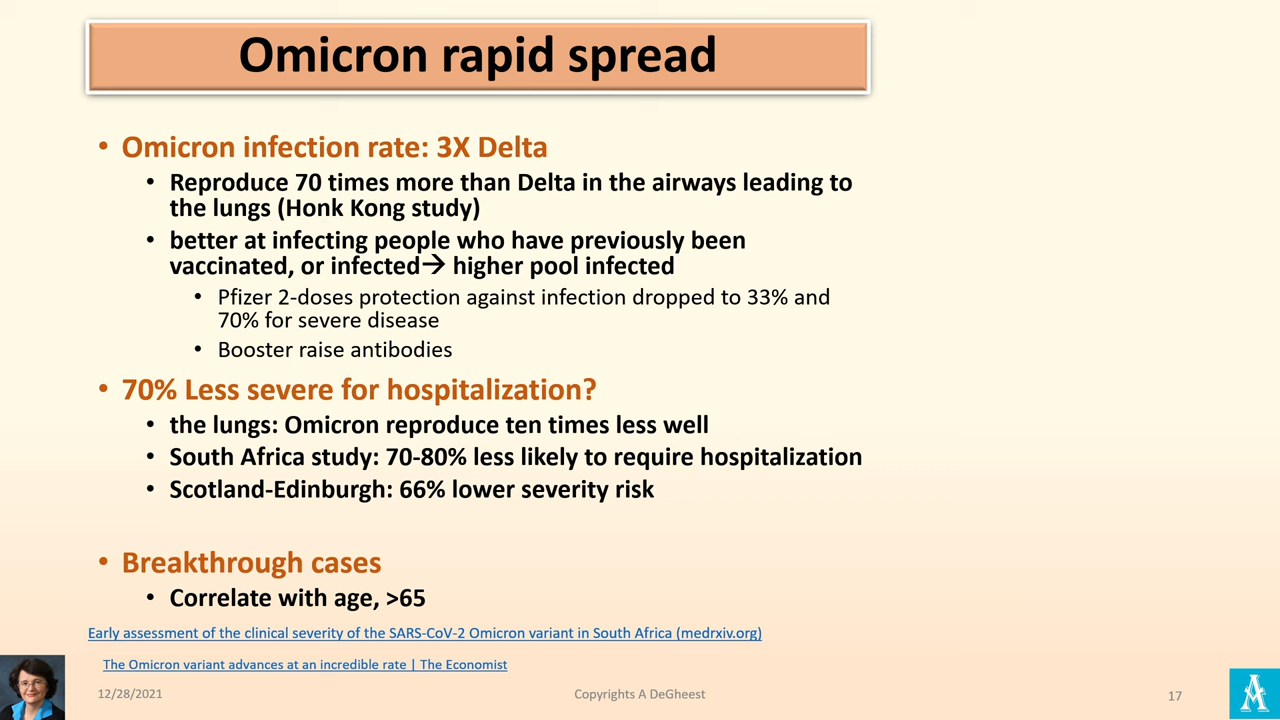 Omicron rapid spread
• Omicron infection rate: 3X Delta
• Reproduce 70 times more than Delta in the airways leading to
the lungs (Honk Kong study)
• better at infecting people who have previously been
vaccinated, or infected→ higher pool infected
• Pfizer 2-doses protection against infection dropped to 33% and
70% for severe disease
• Booster raise antibodies
• 70% Less severe for hospitalization?
• the lungs: Omicron reproduce ten times less well
• South Africa study: 70-80% less likely to require hospitalization
• Scotland-Edinburgh: 66% lower severity risk
• Breakthrough cases
• Correlate with age, >65
Early assessment of the clinical severity of the SARS-CoV-2 Omicron variant in South Africa (medrxiv.org)
The Omicron variant advances at an incredible rate | The Economist
12/28/2021
Copyrights A DeGheest
17
A